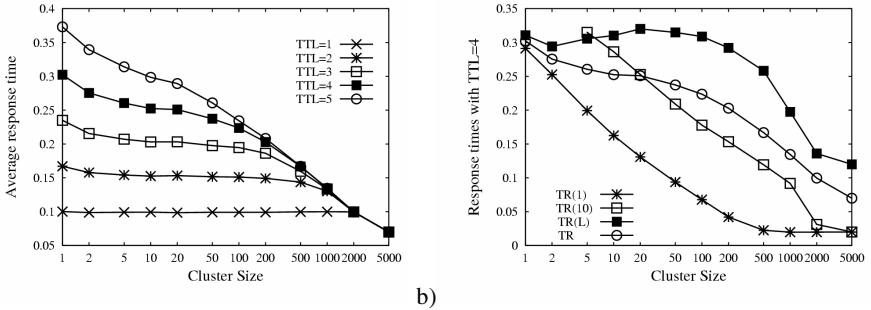 0.4
0.35
0.3
0.25
0.2
0.15
0.1
0.05
Average response time
TTL=1
TTL=2
TTL=3
TTL=4
TTL=5
1 2 5 10 20 50 100 200 500 1000 2000 5000
Cluster Size
b)
0.35
0.3
0.25
0.2
0.15
0.1
0.05
0
Response times with TTL=4
TR(1)
TR(10)
TR(L)
TR
1 2 5 10 20 50 100 200 500 1000 2000 5000
Cluster Size